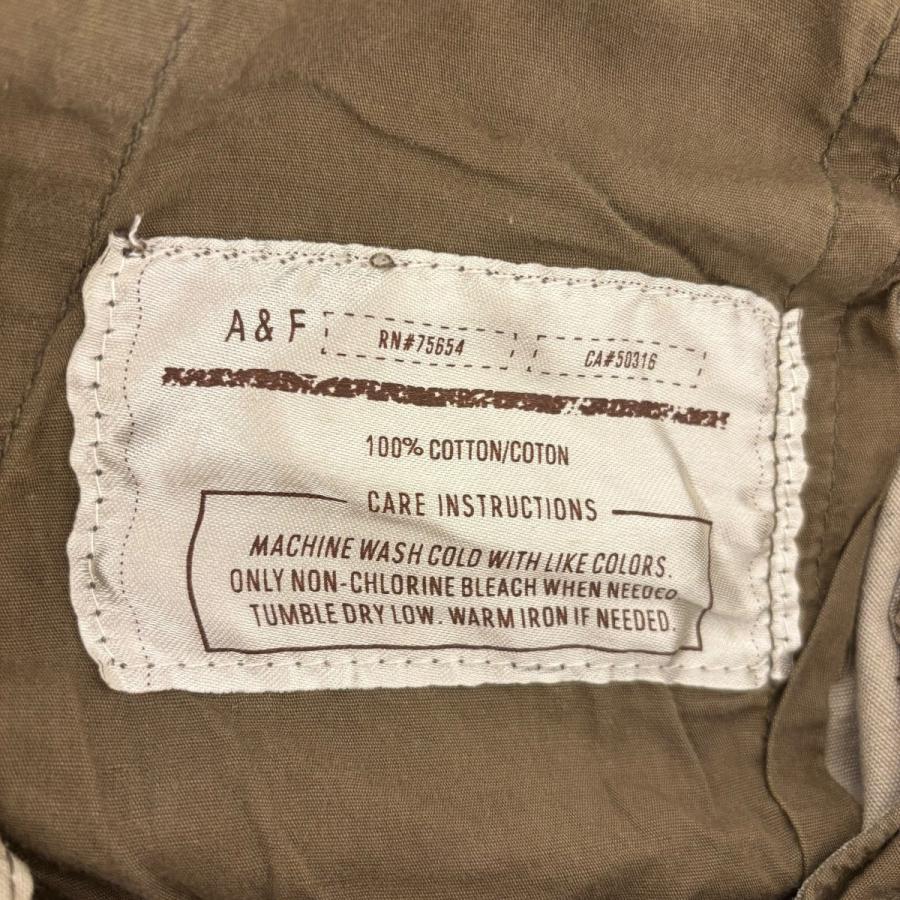 A & F RN#75654 CA#50316
100% COTTON/COTON
CARE INSTRUCTIONS
MACHINE WASH COLD WITH LIKE COLORS.
ONLY NON-CHLORINE BLEACH WHEN NEEDED
TUMBLE DRY LOW. WARM IRON IF NEEDED.